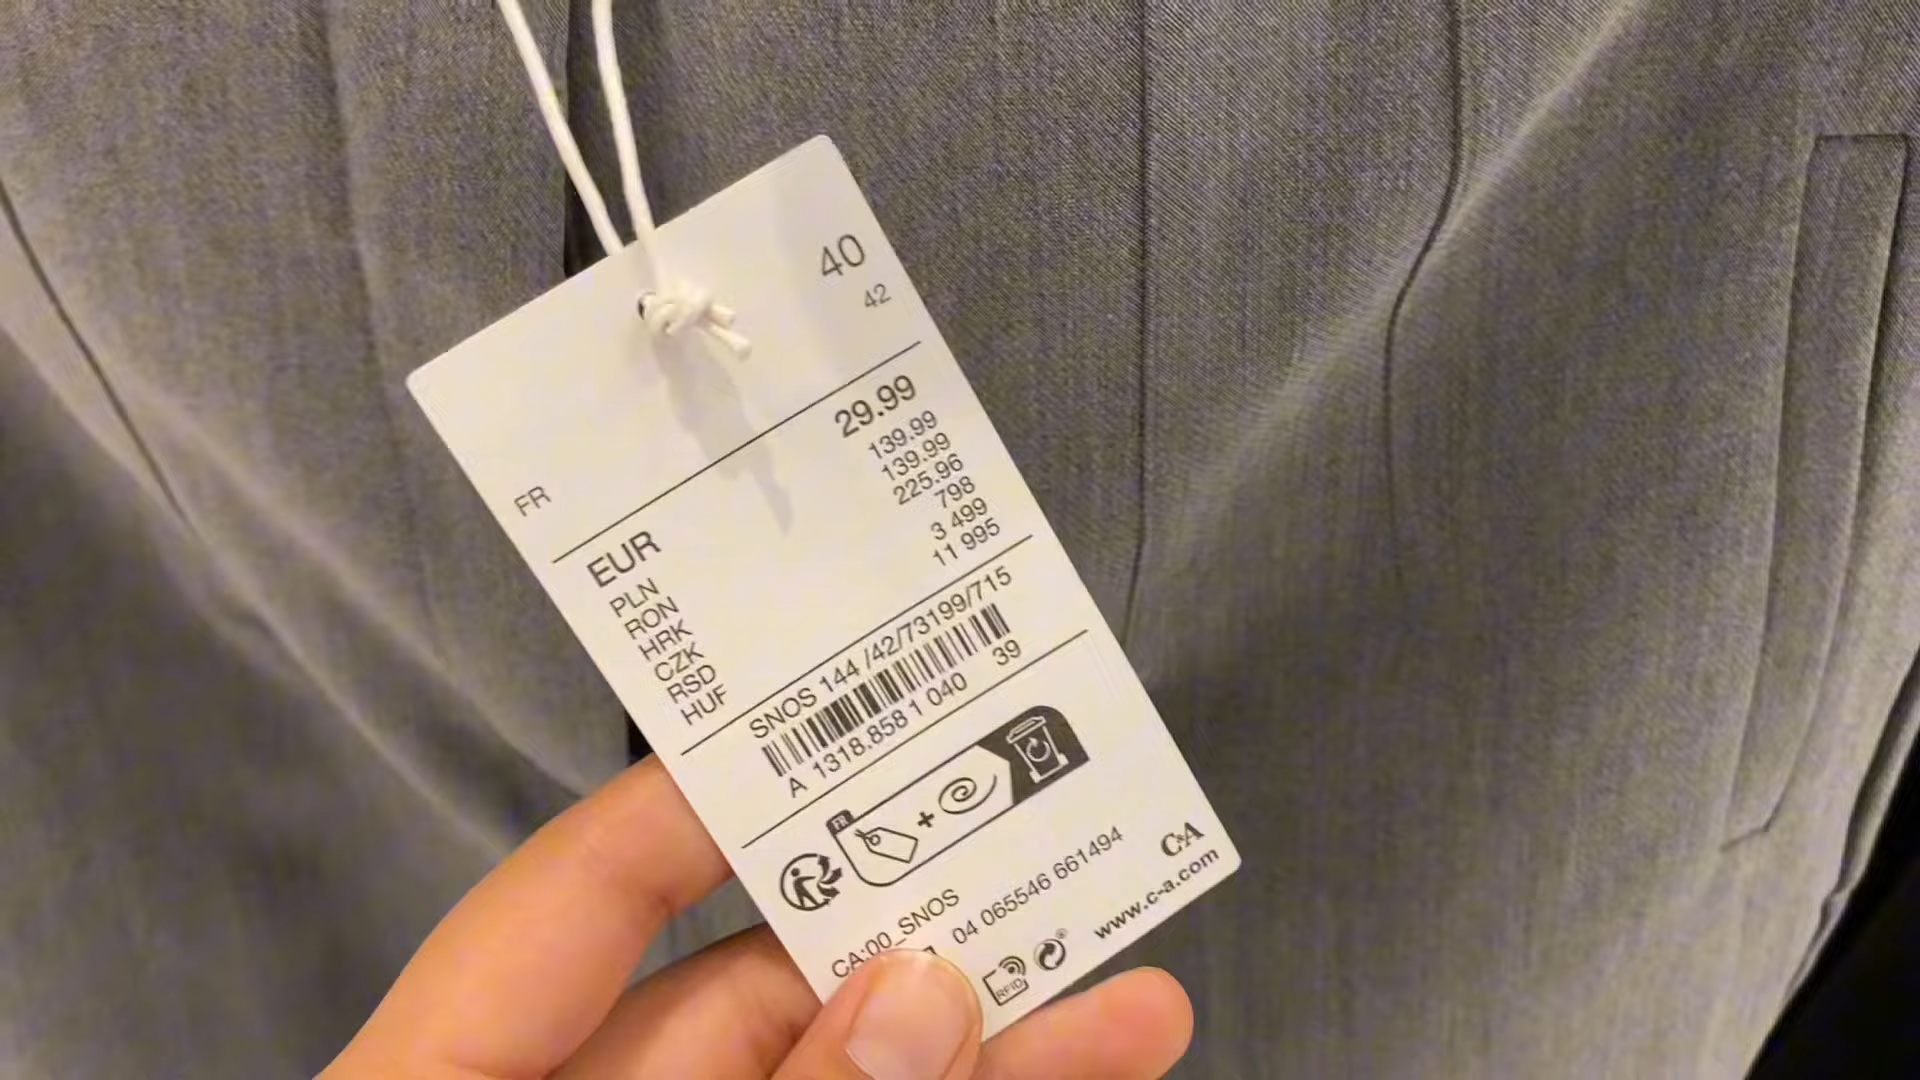 40
FR 42
EUR 29.99
PLN 139.99
RON 139.99
HRK 225.96
CZK 798
RSD 3 499
HUF 11 995
SNOS 144 /42/73199/715
A 1318.858 1 040 39
FR
CA:00_SNOS
04 065546 661494
C&A
www.c-a.com
RFID